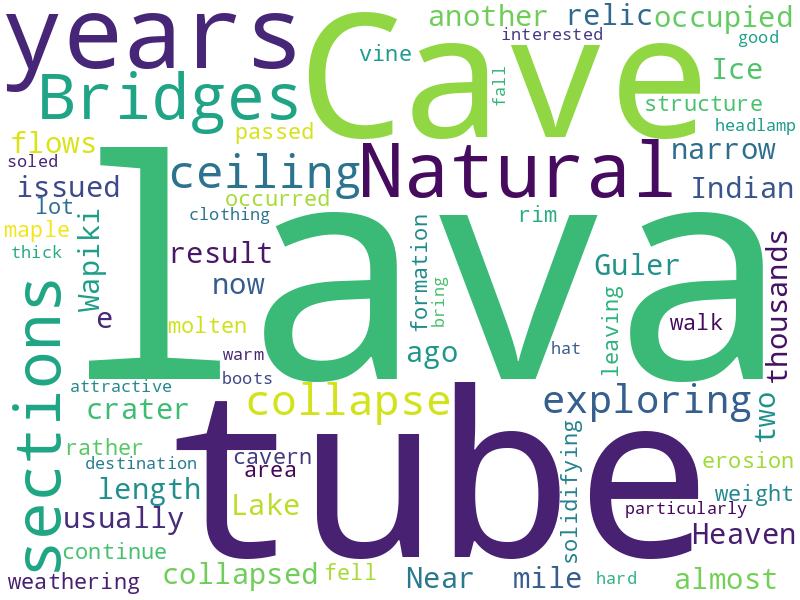 years
Cave
another
relic
occupied
interested
good
vine
Ice
Bridges
fall
structure
headlamp
flows
passed
soled
ceiling
Natural
narrow
issued
Indian
lot
occurred
clothing
rim
maple
lava
thick
Wapiki
result
formation
Guler
now
bring
thousands
e
molten
leaving
walk
ago
warm
hat
boots
sections
attractive
crater
collapse
exploring
two
tube
rather
solidifying
destination
cavern
area
erosion
length
weight
Lake
usually
particularly
Heaven
continue
weathering
collapsed
fell
Near
mile
hard
almost